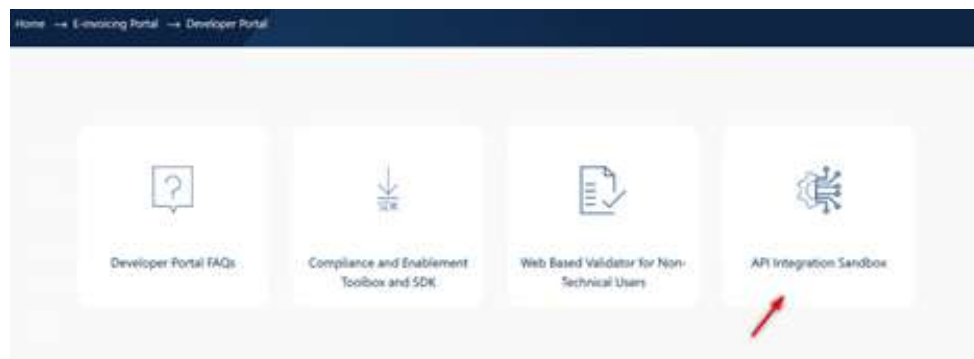 Home → E-invoicing Portal → Developer Portal
SDK
Developer Portal FAQs
Compliance and Enablement
Toolbox and SDK
Web Based Validator for Non-
Technical Users
API Integration Sandbox